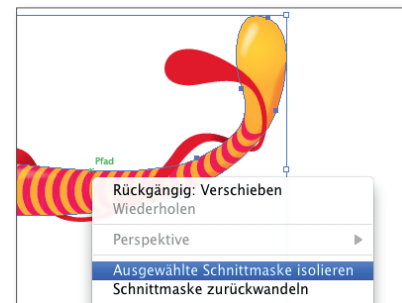 Pfad
Rückgängig: Verschieben
Wiederholen
Perspektive
Ausgewählte Schnittmaske isolieren
Schnittmaske zurückwandeln